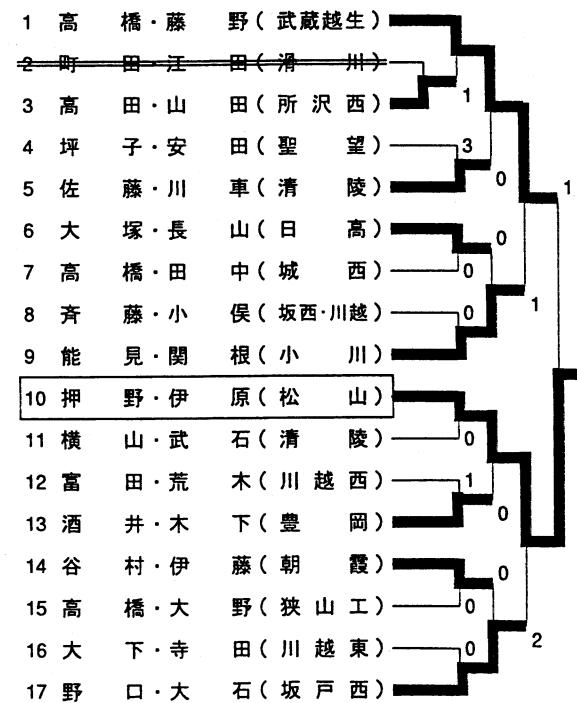 1 高橋・藤野(武蔵越生)
2 町田・江田(滑川)
3 高田・山田(所沢西)
4 坪子・安田(聖望)
5 佐藤・川車(清陵)
6 大塚・長山(日高)
7 高橋・田中(城西)
8 斉藤・小俣(坂西・川越)
9 能見・関根(小川)
10 押野・伊原(松山)
11 横山・武石(清陵)
12 富田・荒木(川越西)
13 酒井・木下(豊岡)
14 谷村・伊藤(朝霞)
15 高橋・大野(狭山工)
16 大下・寺田(川越東)
17 野口・大石(坂戸西)
1
3
0
1
0
0
1
0
0
1
0
0
0
2
0